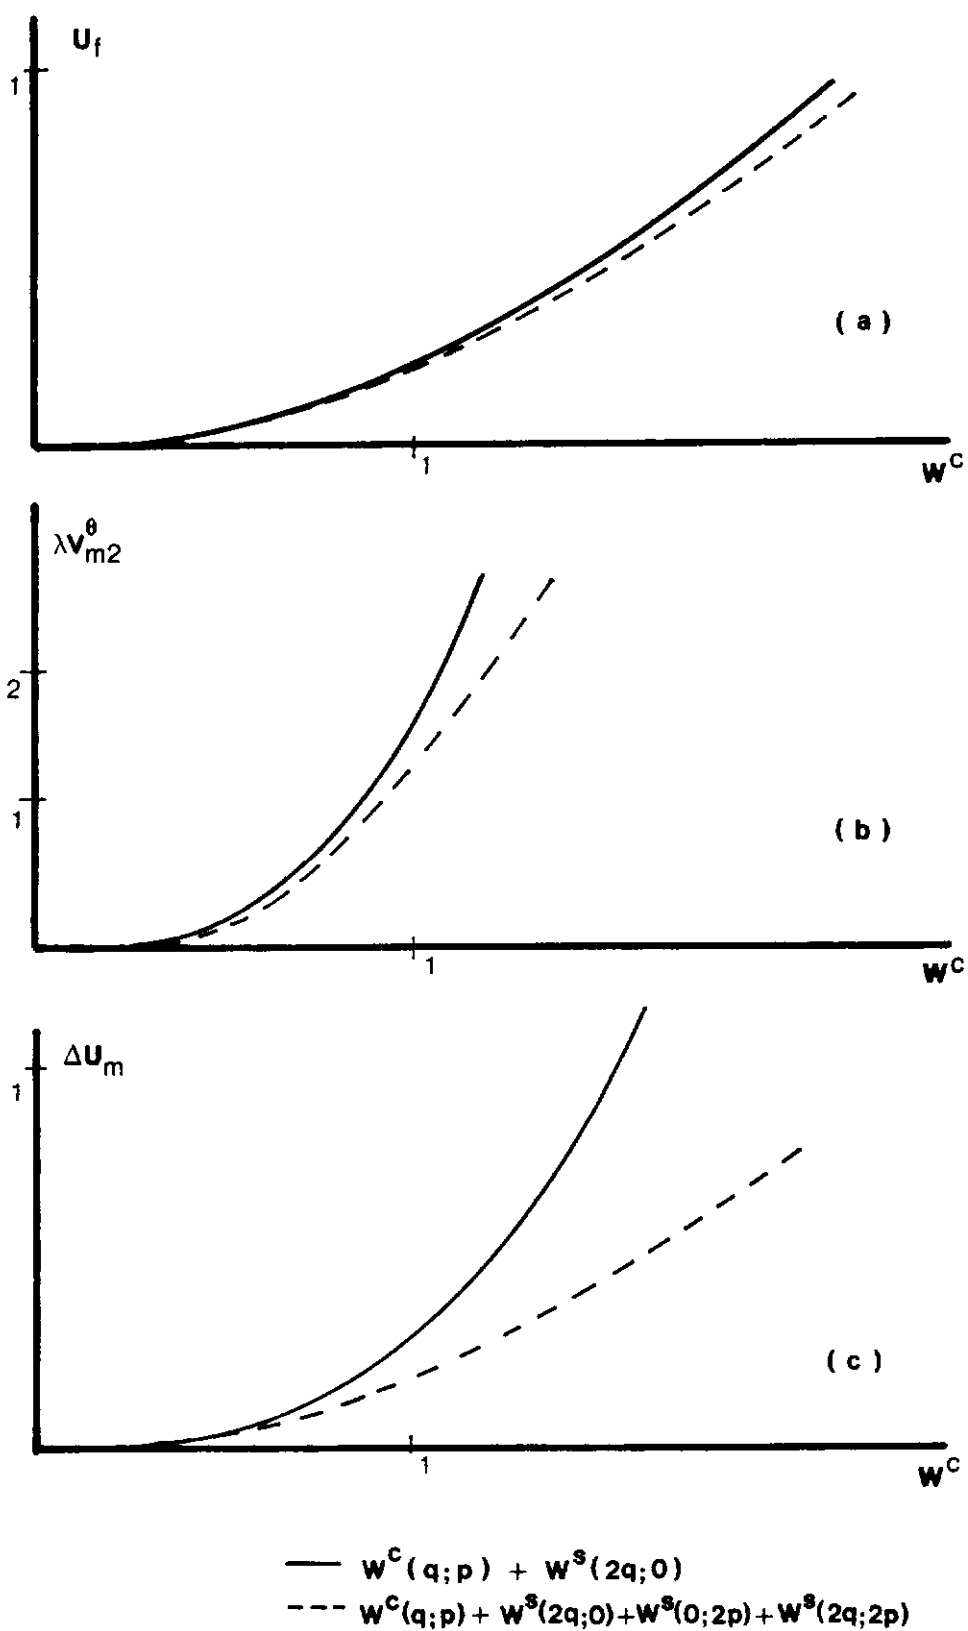 U_f
1
( a )
1
W^C
λV^θ_m2
2
1
( b )
1
W^C
ΔU_m
1
( c )
1
W^C
W^C(q;p) + W^S(2q;0)
W^C(q;p) + W^S(2q;0)+W^S(0;2p)+W^S(2q;2p)